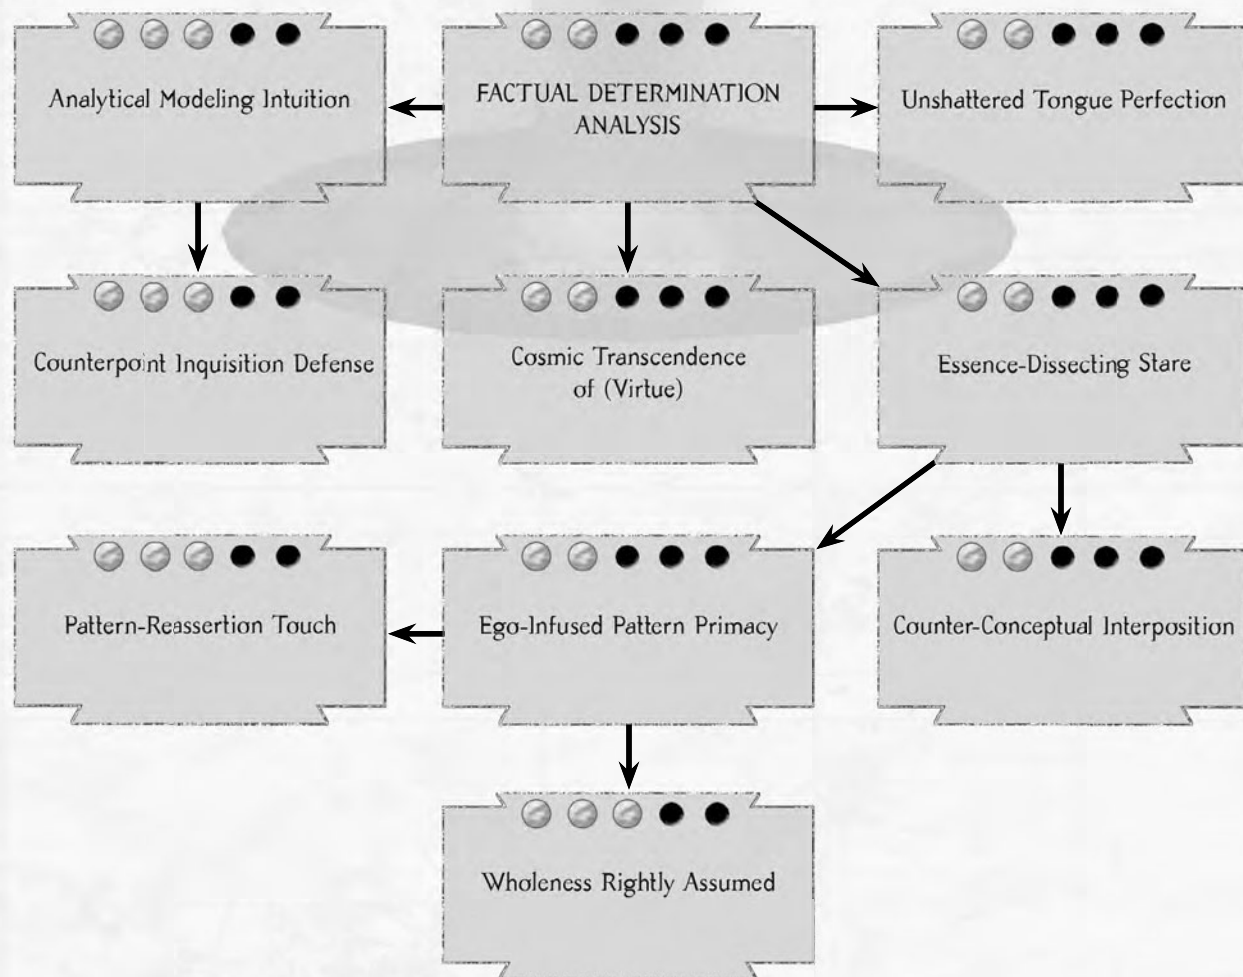 Analytical Modeling Intuition
FACTUAL DETERMINATION
ANALYSIS
Unshattered Tongue Perfection
Counterpoint Inquisition Defense
Cosmic Transcendence
of (Virtue)
Essence-Dissecting Stare
Pattern-Reassertion Touch
Ego-Infused Pattern Primacy
Counter-Conceptual Interposition
Wholeness Rightly Assumed